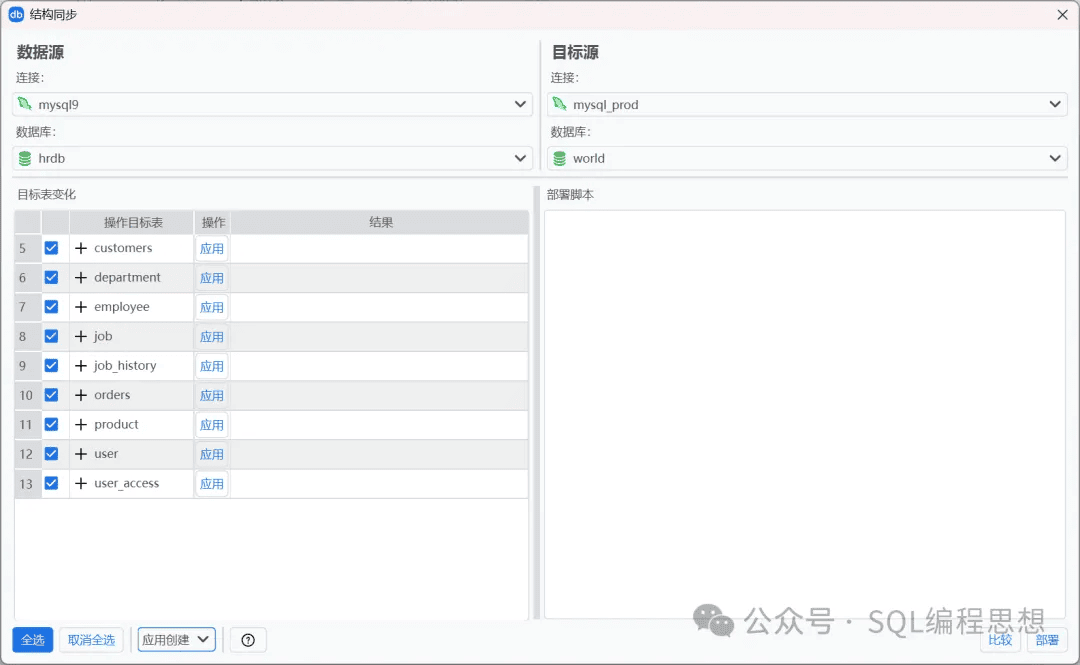 db 结构同步
数据源
连接:
mysql9
数据库:
hrdb
目标源
连接:
mysql_prod
数据库:
world
目标表变化
操作目标表 操作 结果
5 customers 应用
6 department 应用
7 employee 应用
8 job 应用
9 job_history 应用
10 orders 应用
11 product 应用
12 user 应用
13 user_access 应用
部署脚本
公众号 · SQL编程思想
全选 取消全选 应用创建 ? 比较 部署